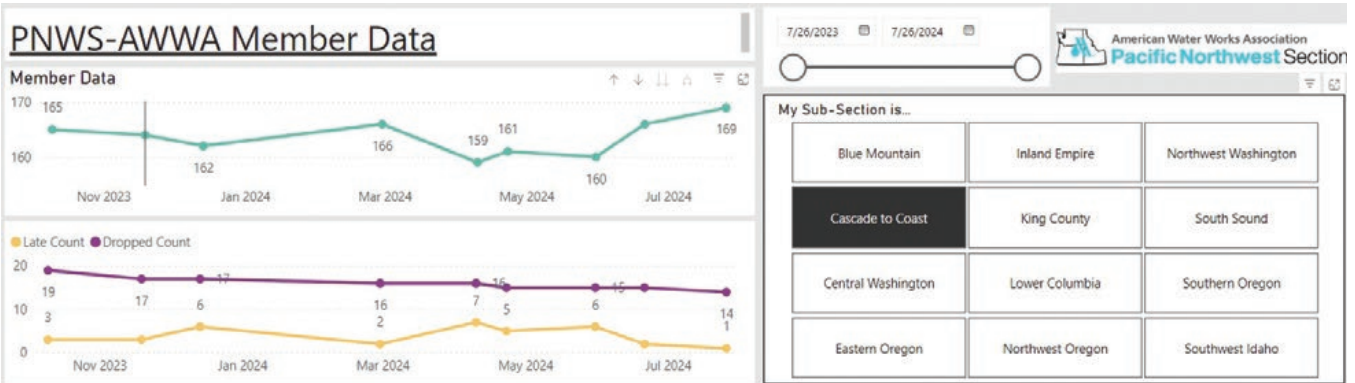 PNWS-AWWA Member Data
Member Data
170
165
160
162
166
159
161
160
169
Nov 2023 Jan 2024 Mar 2024 May 2024 Jul 2024
Late Count Dropped Count
20
10
0
19
17
17
16
16
15
14
3
6
2
7
5
6
1
Nov 2023 Jan 2024 Mar 2024 May 2024 Jul 2024
7/26/2023 7/26/2024
American Water Works Association
Pacific Northwest Section
My Sub-Section is...
Blue Mountain Inland Empire Northwest Washington
Cascade to Coast King County South Sound
Central Washington Lower Columbia Southern Oregon
Eastern Oregon Northwest Oregon Southwest Idaho